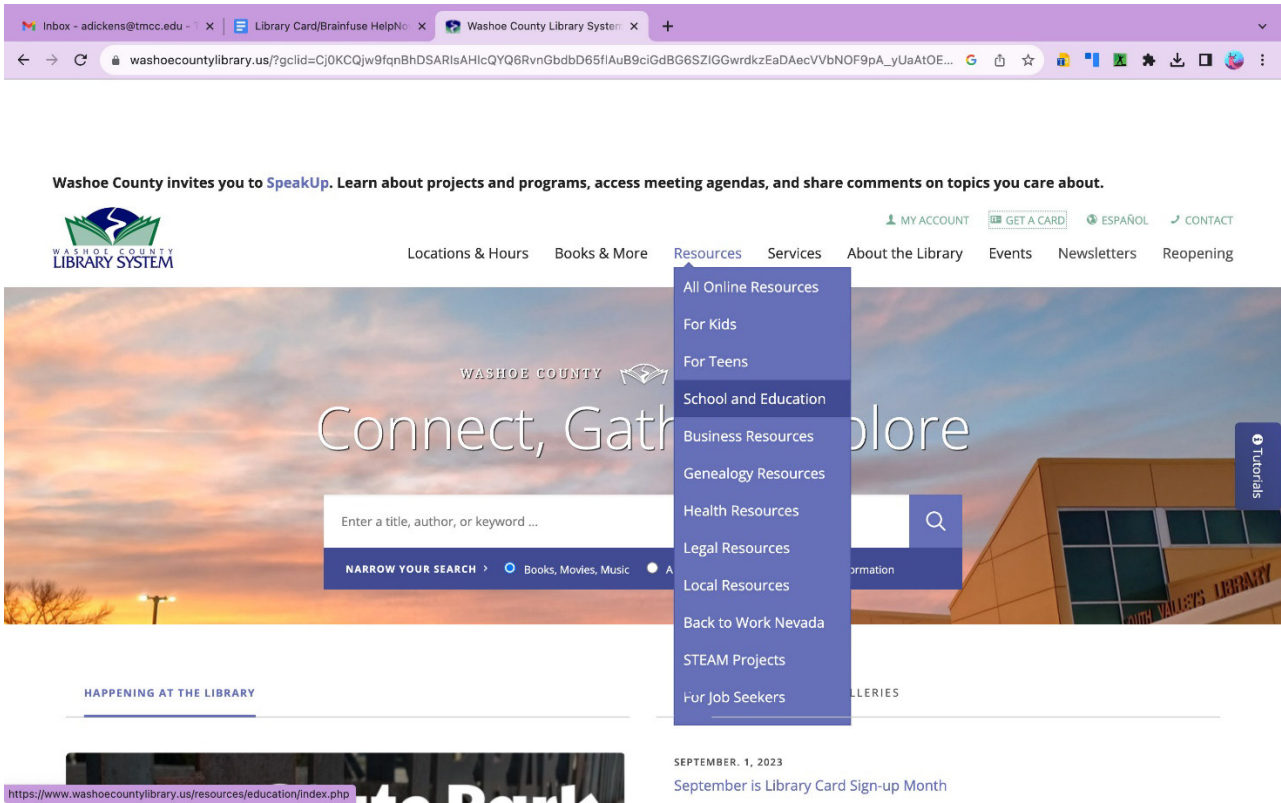 Inbox - adickens@tmcc.edu - T
Library Card/Brainfuse HelpNo
Washoe County Library System
washoecountylibrary.us/?gclid=Cj0KCQjw9fqnBhDSARIsAHlcQYQ6RvnGbdbD65flAuB9ciGdBG6SZIGGwrdkzEaDAecVVbNOF9pA_yUaAtOE...
Washoe County invites you to SpeakUp. Learn about projects and programs, access meeting agendas, and share comments on topics you care about.
MY ACCOUNT GET A CARD ESPAÑOL CONTACT
WASHOE COUNTY
LIBRARY SYSTEM
Locations & Hours Books & More Resources Services About the Library Events Newsletters Reopening
All Online Resources
For Kids
For Teens
School and Education
Business Resources
Genealogy Resources
Health Resources
Legal Resources
Local Resources
Back to Work Nevada
STEAM Projects
For Job Seekers
WASHOE COUNTY
Connect, Gath plore
Enter a title, author, or keyword ...
NARROW YOUR SEARCH > Books, Movies, Music A ormation
SOUTH VALLEYS LIBRARY
Tutorials
HAPPENING AT THE LIBRARY
LLERIES
SEPTEMBER. 1, 2023
September is Library Card Sign-up Month
https://www.washoecountylibrary.us/resources/education/index.php